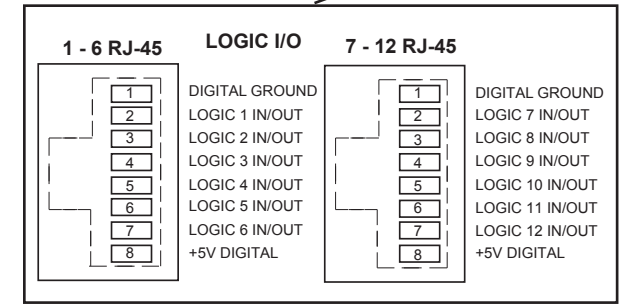 LOGIC I/O
1 - 6 RJ-45
1 DIGITAL GROUND
2 LOGIC 1 IN/OUT
3 LOGIC 2 IN/OUT
4 LOGIC 3 IN/OUT
5 LOGIC 4 IN/OUT
6 LOGIC 5 IN/OUT
7 LOGIC 6 IN/OUT
8 +5V DIGITAL
7 - 12 RJ-45
1 DIGITAL GROUND
2 LOGIC 7 IN/OUT
3 LOGIC 8 IN/OUT
4 LOGIC 9 IN/OUT
5 LOGIC 10 IN/OUT
6 LOGIC 11 IN/OUT
7 LOGIC 12 IN/OUT
8 +5V DIGITAL